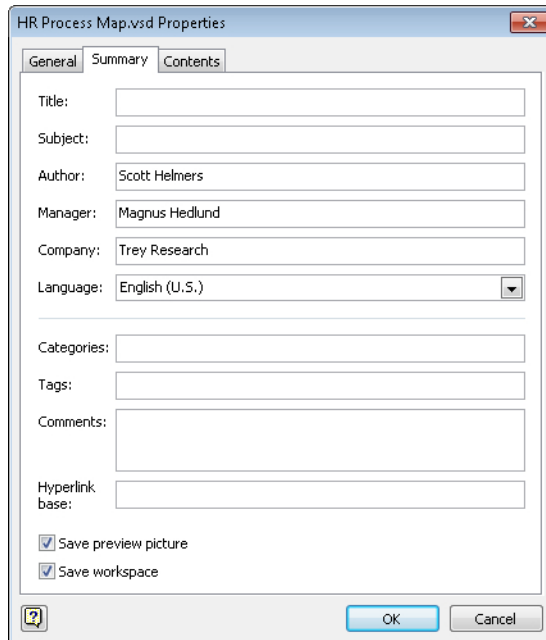 HR Process Map.vsd Properties
General Summary Contents
Title:
Subject:
Author: Scott Helmers
Manager: Magnus Hedlund
Company: Trey Research
Language: English (U.S.)
Categories:
Tags:
Comments:
Hyperlink
base:
Save preview picture
Save workspace
? OK Cancel